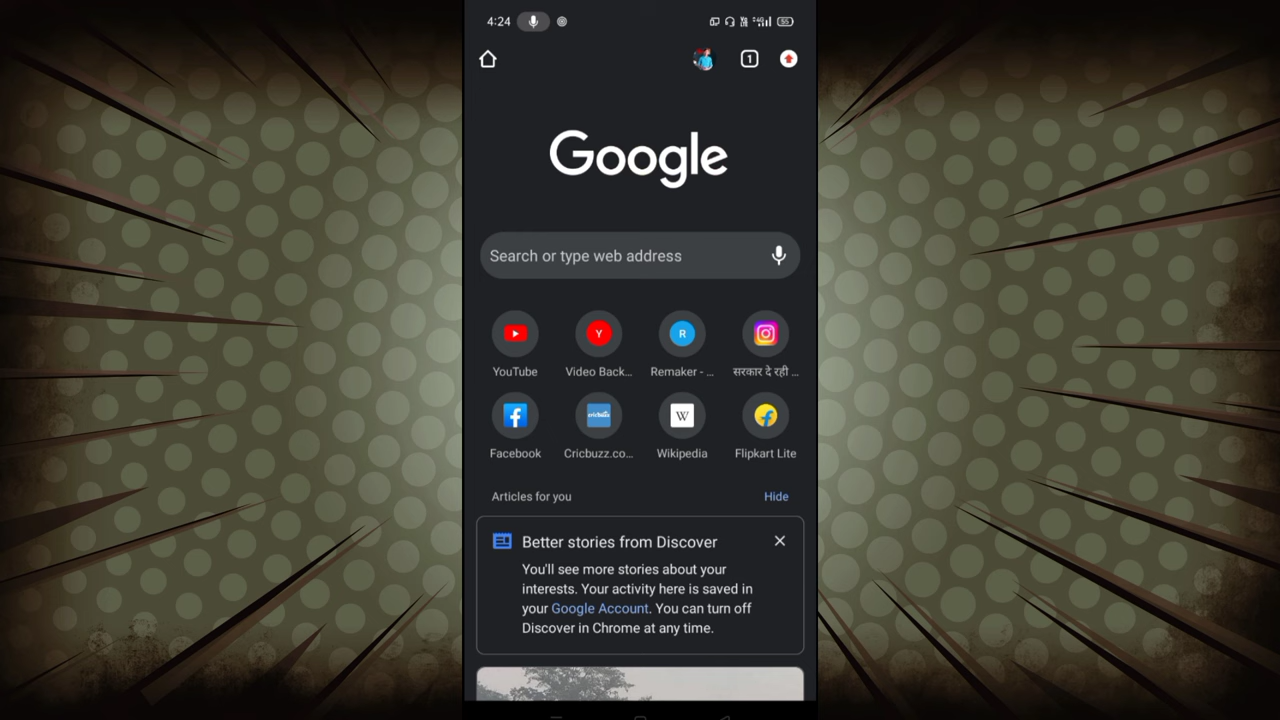 4:24
55
1
Google
Search or type web address
Y
R
YouTube
Video Back...
Remaker - ...
सरकार दे रही ...
cricbuzz
W
Facebook
Cricbuzz.co...
Wikipedia
Flipkart Lite
Articles for you
Hide
Better stories from Discover
You'll see more stories about your
interests. Your activity here is saved in
your Google Account. You can turn off
Discover in Chrome at any time.